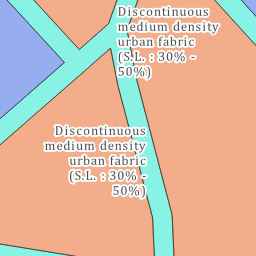 Discontinuous
medium density
urban fabric
(S.L. : 30% -
50%)
Discontinuous
medium density
urban fabric
(S.L. : 30% -
50%)